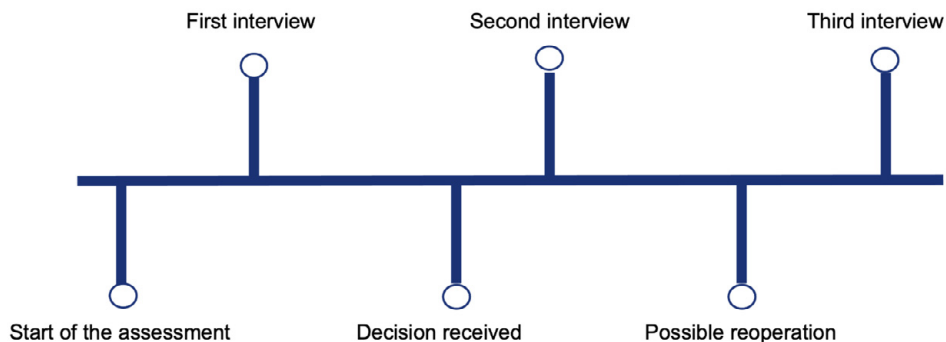 First interview
Second interview
Third interview
Start of the assessment
Decision received
Possible reoperation